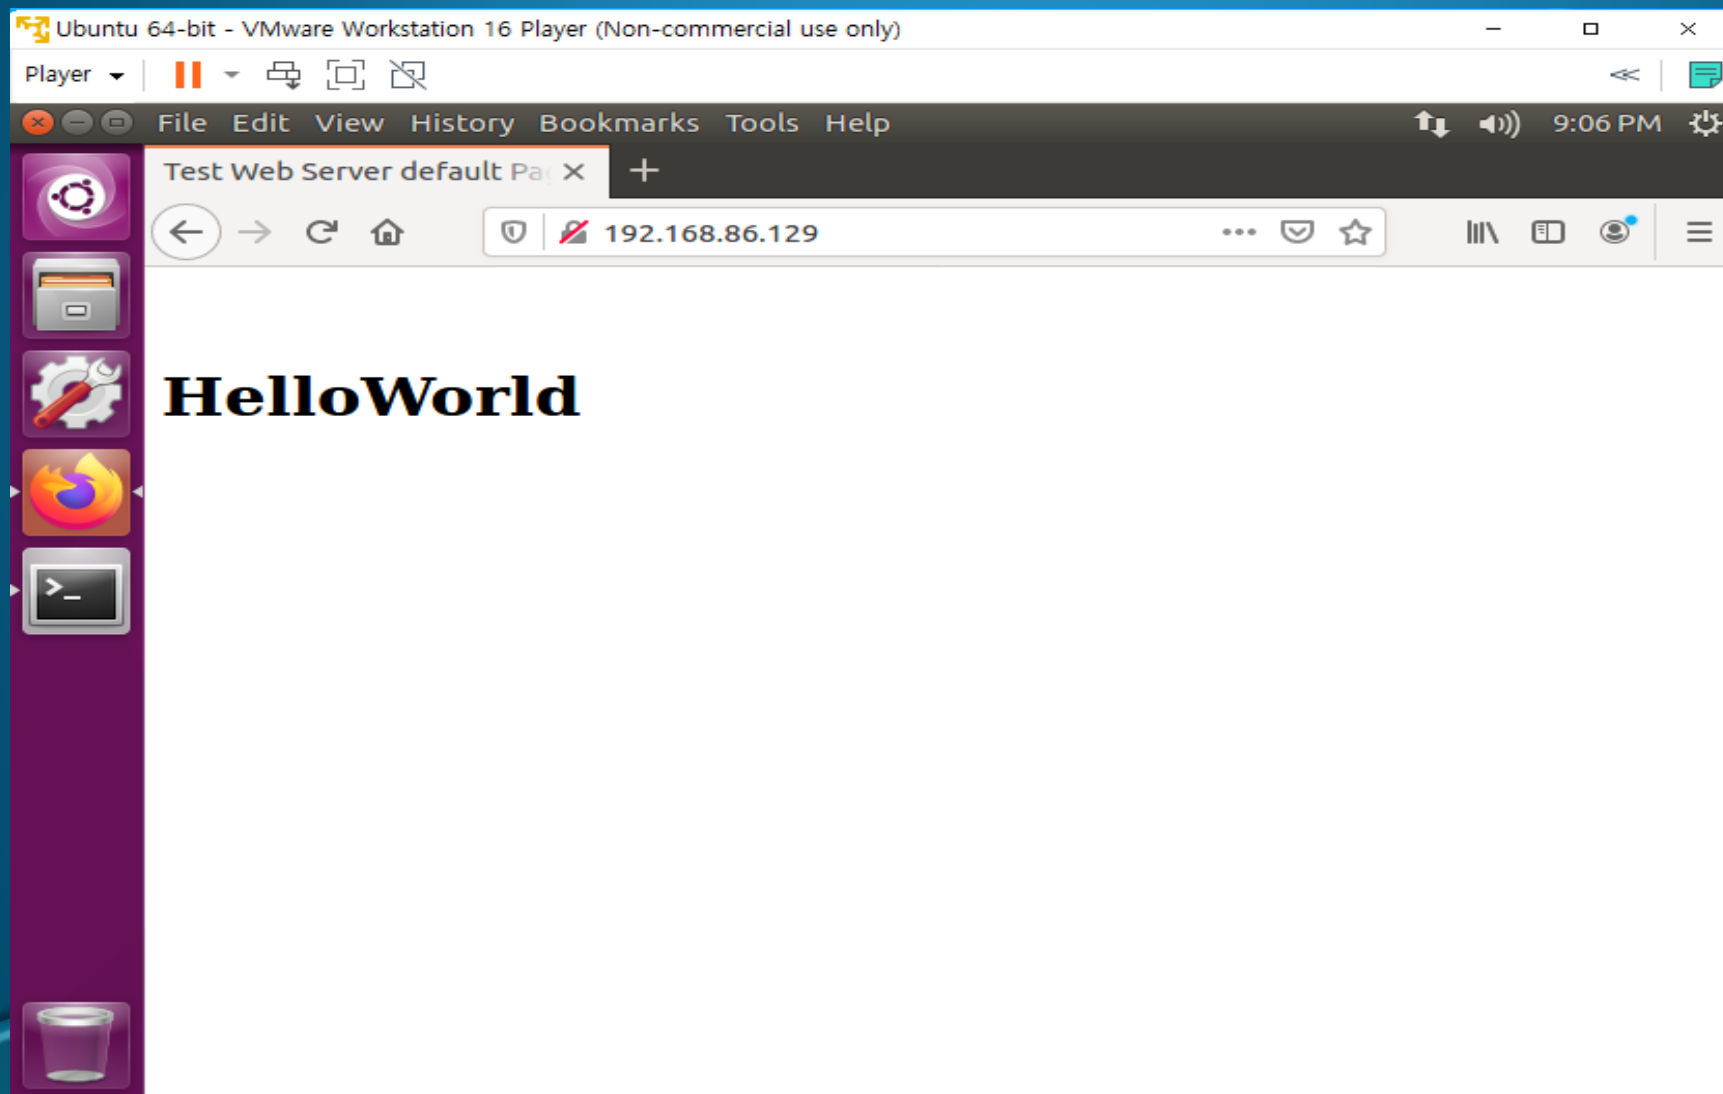 Ubuntu 64-bit - VMware Workstation 16 Player (Non-commercial use only)
Player
File Edit View History Bookmarks Tools Help 9:06 PM
Test Web Server default Pa
192.168.86.129
HelloWorld